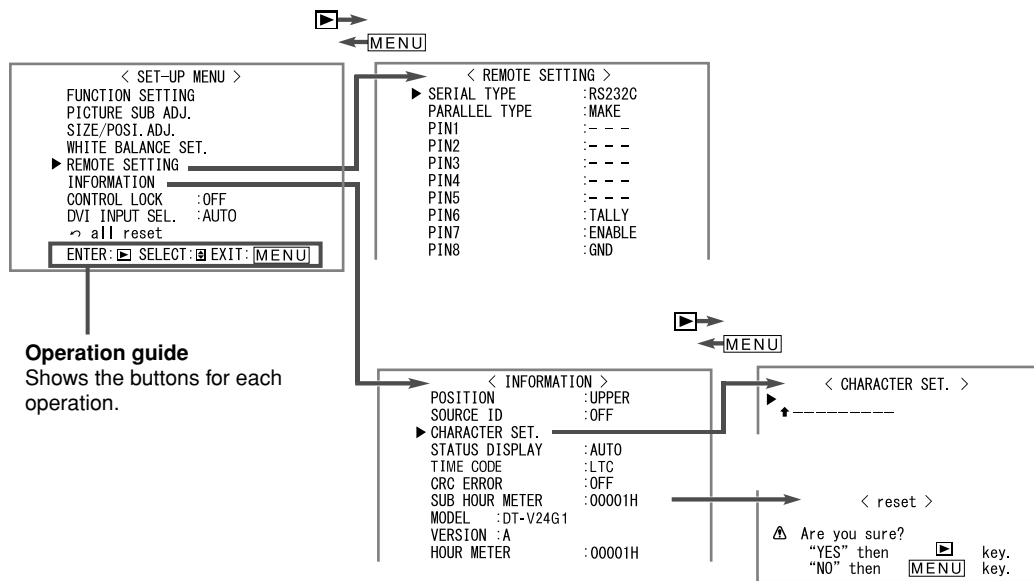 MENU
< SET-UP MENU >
FUNCTION SETTING
PICTURE SUB ADJ.
SIZE/POSI.ADJ.
WHITE BALANCE SET.
▶ REMOTE SETTING
INFORMATION
CONTROL LOCK :OFF
DVI INPUT SEL. :AUTO
all reset
ENTER: ▶ SELECT: EXIT: MENU
< REMOTE SETTING >
▶ SERIAL TYPE :RS232C
PARALLEL TYPE :MAKE
PIN1 :– – –
PIN2 :– – –
PIN3 :– – –
PIN4 :– – –
PIN5 :– – –
PIN6 :TALLY
PIN7 :ENABLE
PIN8 :GND
Operation guide
Shows the buttons for each
operation.
MENU
< INFORMATION >
POSITION :UPPER
SOURCE ID :OFF
▶ CHARACTER SET.
STATUS DISPLAY :AUTO
TIME CODE :LTC
CRC ERROR :OFF
SUB HOUR METER :00001H
MODEL :DT-V24G1
VERSION :A
HOUR METER :00001H
< CHARACTER SET. >
▶
⬆----------
< reset >
⚠ Are you sure?
“YES” then ▶ key.
“NO” then MENU key.